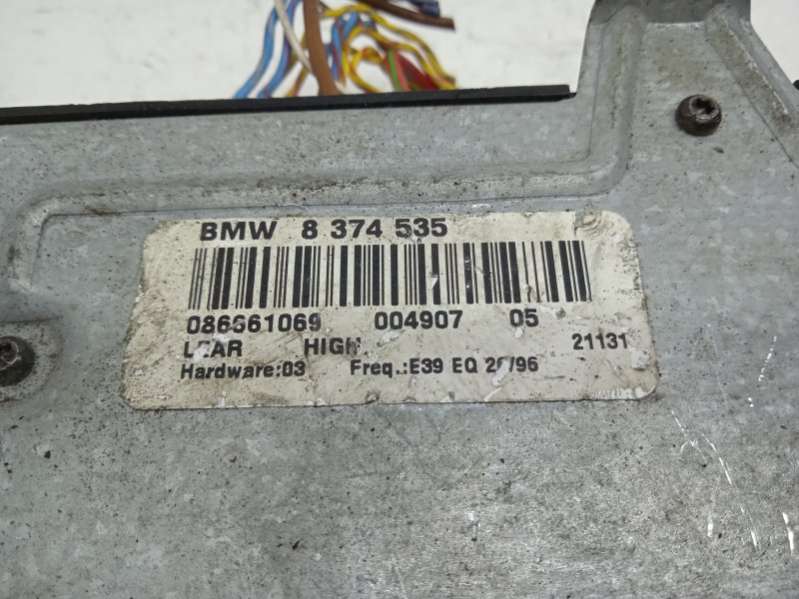 BMW 8 374 535
086661069 004907 05
HIGH 21131
Hardware:03 Freq.:E39 EQ